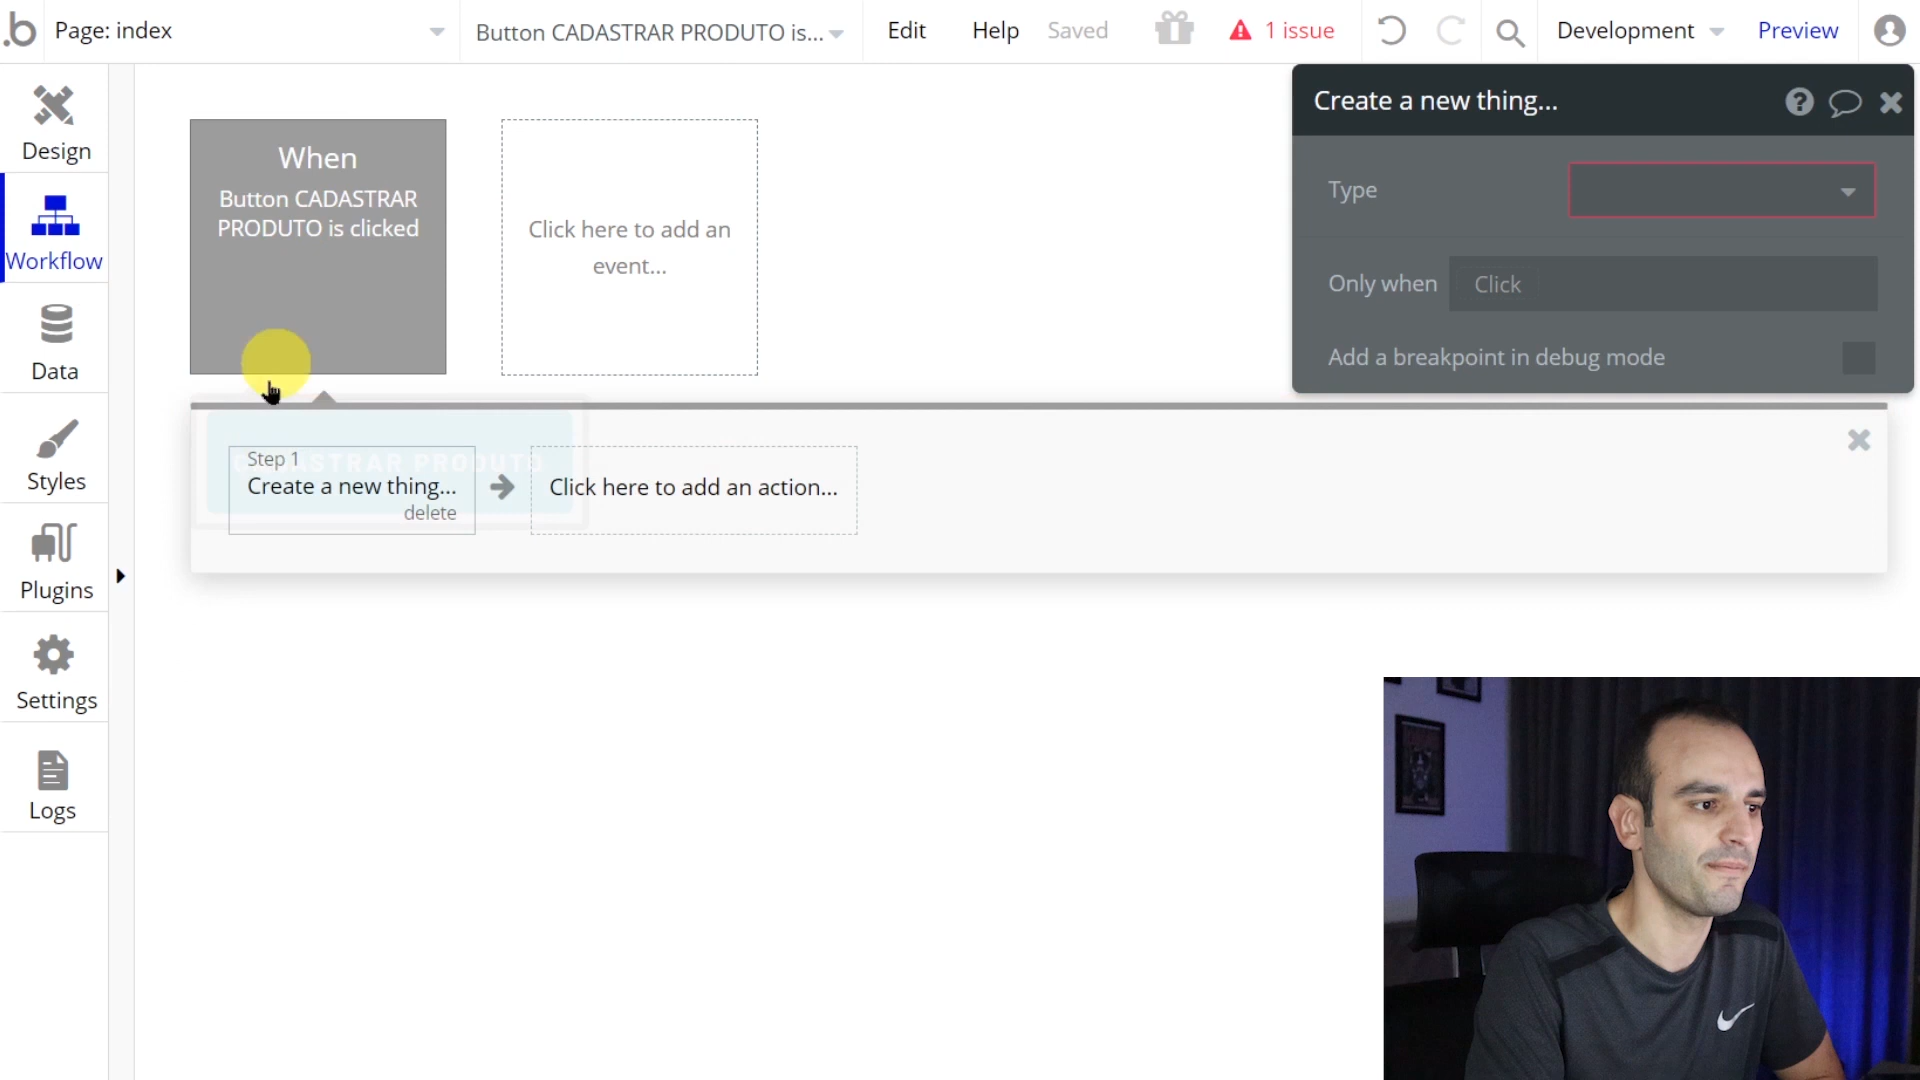 .b
Page: index
Button CADASTRAR PRODUTO is...
Edit
Help
Saved
1 issue
Development
Preview
Design
Workflow
Data
Styles
Plugins
Settings
Logs
When
Button CADASTRAR
PRODUTO is clicked
Click here to add an
event...
Create a new thing...
?
Type
Only when
Click
Add a breakpoint in debug mode
CADASTRAR PRODUTO
Step 1
Create a new thing...
delete
Click here to add an action...